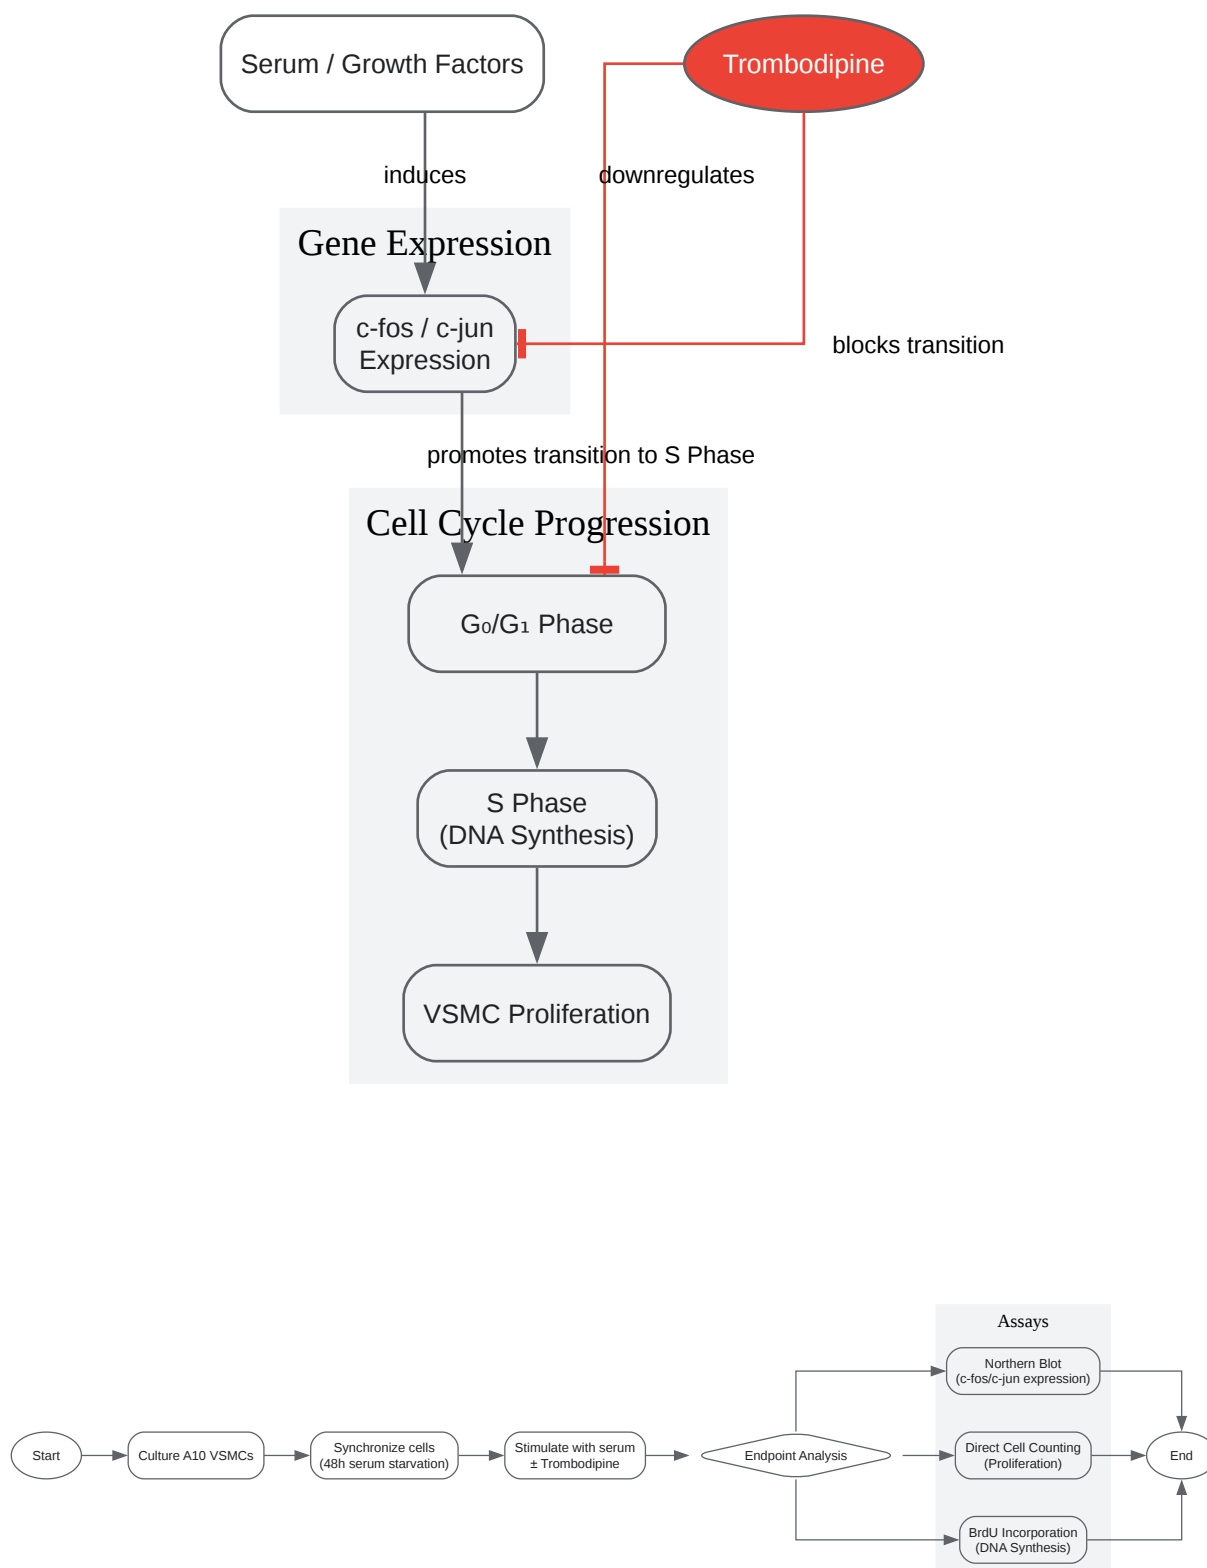 Serum / Growth Factors
Trombodipine
induces
downregulates
Gene Expression
c-fos / c-jun
Expression
blocks transition
promotes transition to S Phase
Cell Cycle Progression
G₀/G₁ Phase
S Phase
(DNA Synthesis)
VSMC Proliferation
Assays
Northern Blot
(c-fos/c-jun expression)
Start
Culture A10 VSMCs
Synchronize cells
(48h serum starvation)
Stimulate with serum
± Trombodipine
Endpoint Analysis
Direct Cell Counting
(Proliferation)
End
BrdU Incorporation
(DNA Synthesis)